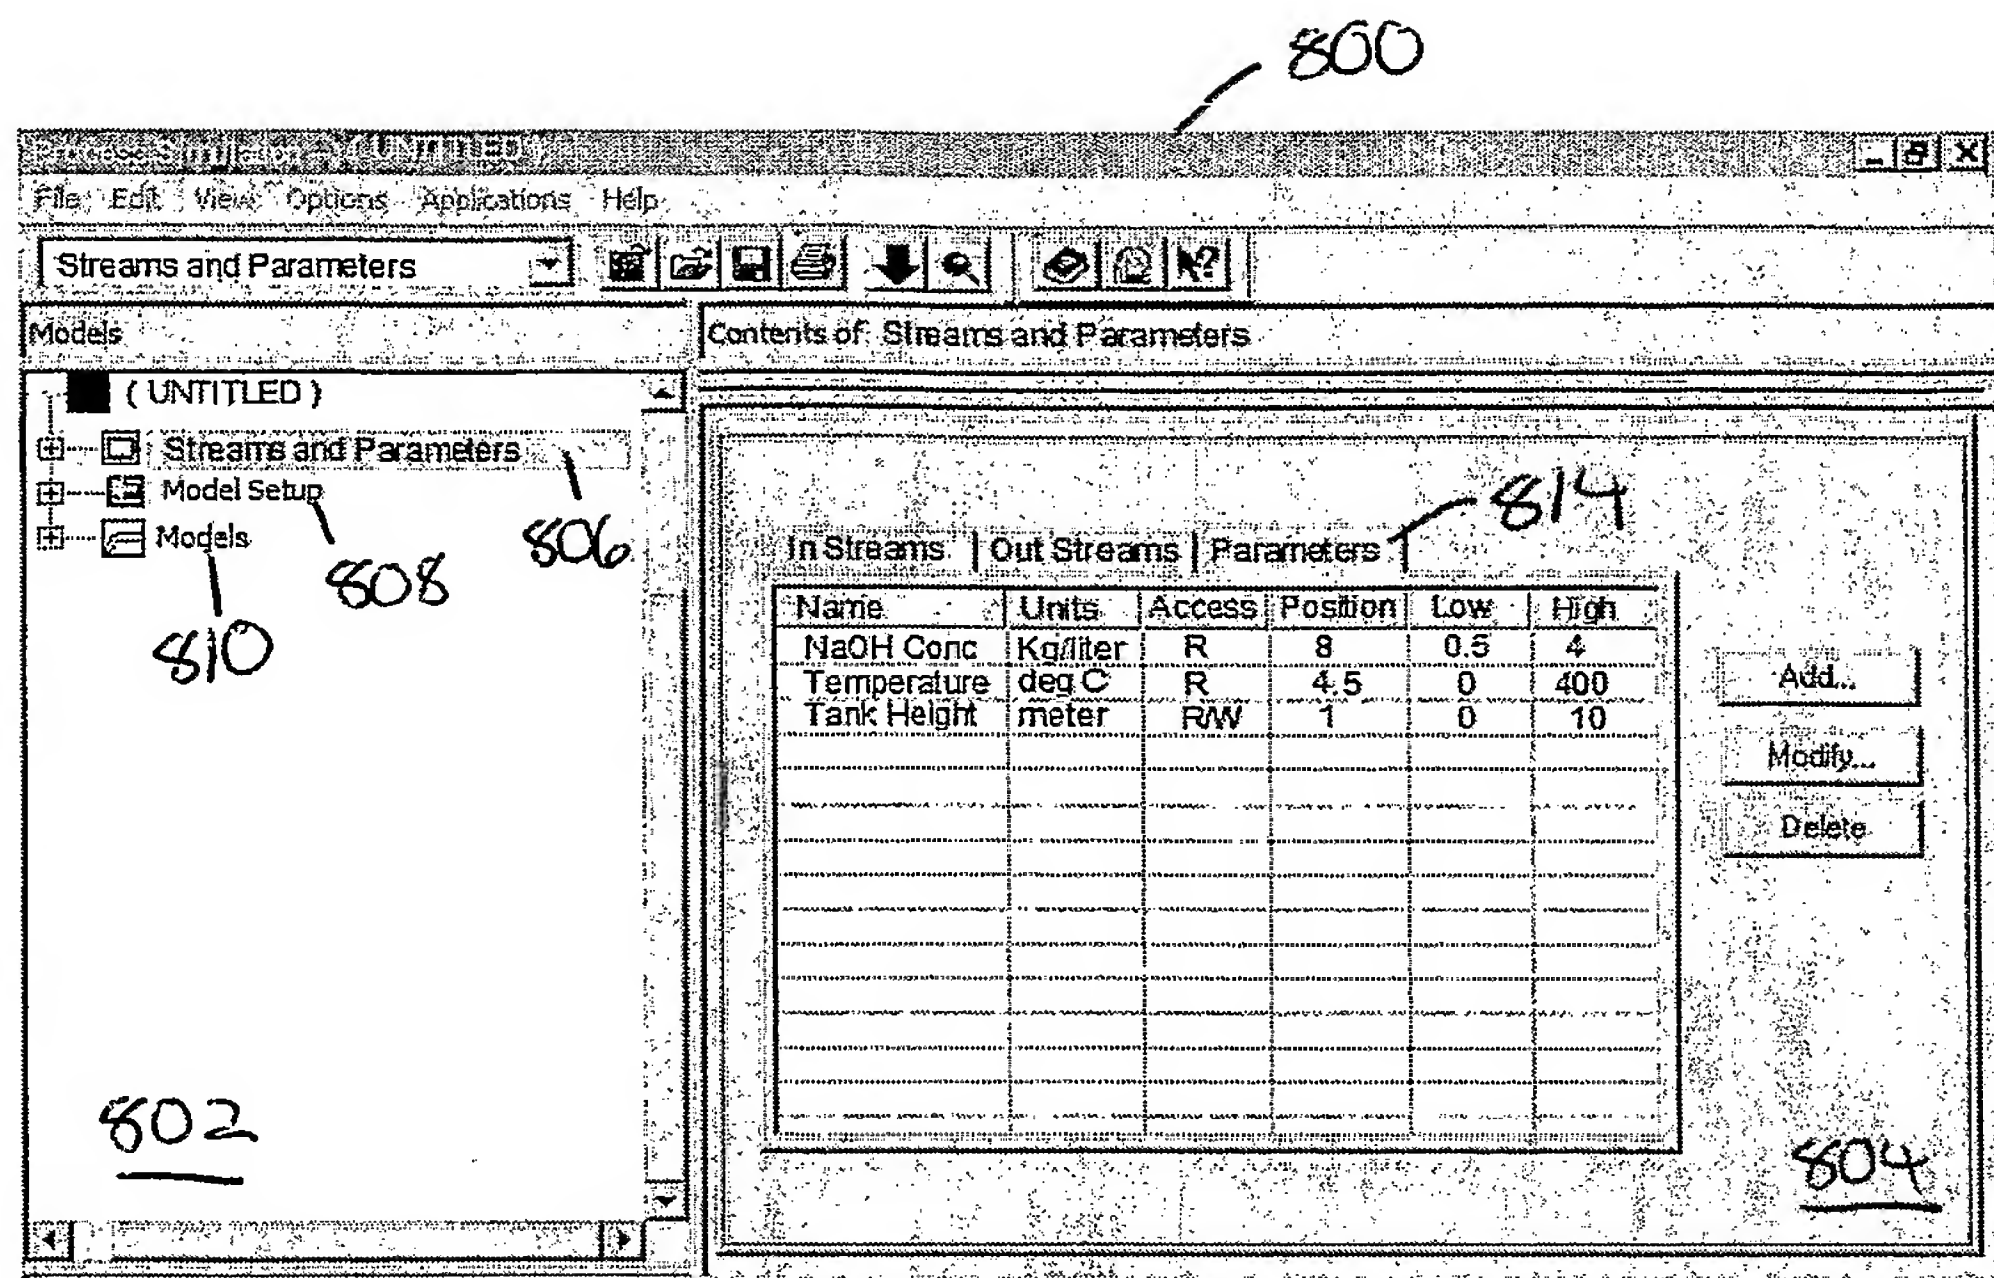 800
Process Simulation - ( UNTITLED )
File Edit View Options Applications Help
Streams and Parameters
Models
Contents of: Streams and Parameters
( UNTITLED )
Streams and Parameters
Model Setup
Models
806
808
810
814
In Streams Out Streams Parameters
Name Units Access Position Low High
NaOH Conc Kg/liter R 8 0.5 4
Temperature deg C R 4.5 0 400
Tank Height meter R/W 1 0 10
Add...
Modify...
Delete
802
804